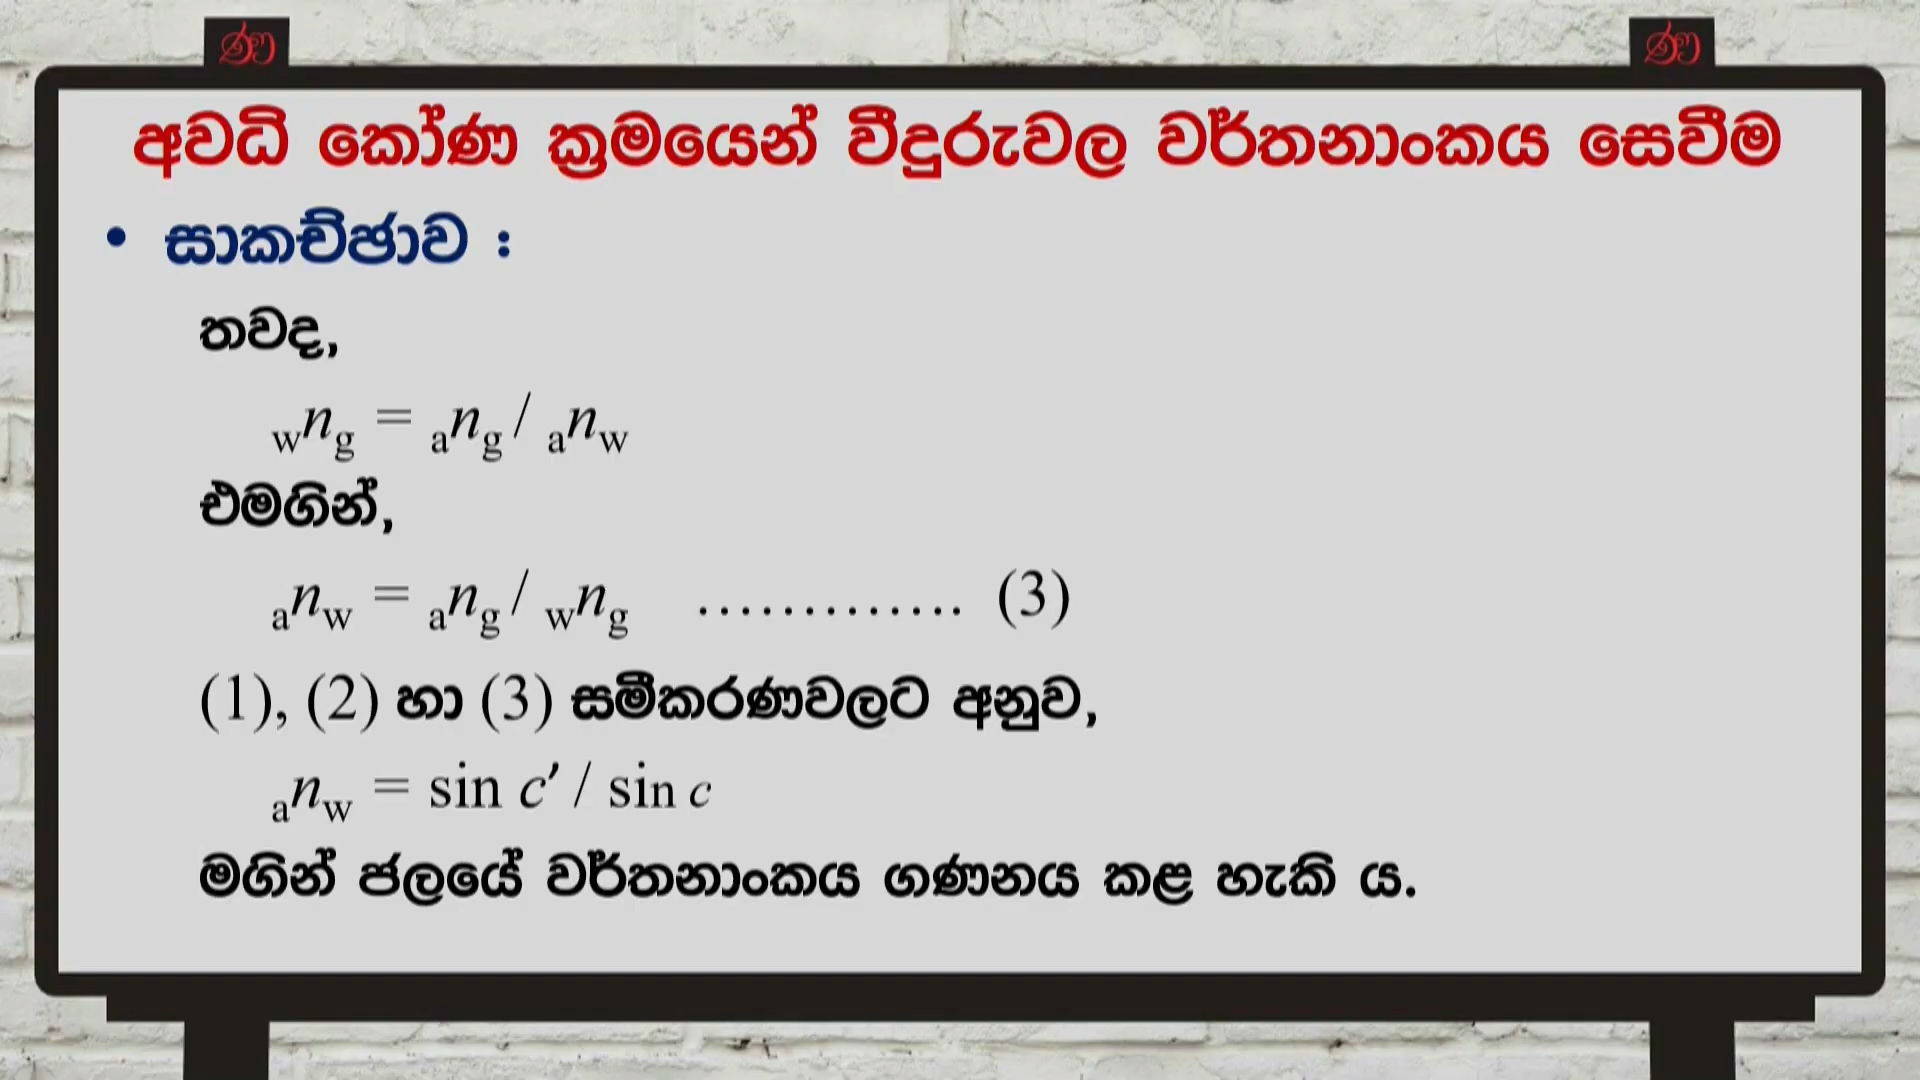 අවධි කෝණ ක්‍රමයෙන් වීදුරුවල වර්තනාංකය සෙවීම
• සාකච්ඡාව :
තවද,
wng = ang / anw
එමගින්,
anw = ang / wng ............. (3)
(1), (2) හා (3) සමීකරණවලට අනුව,
anw = sin c′ / sin c
මගින් ජලයේ වර්තනාංකය ගණනය කළ හැකි ය.